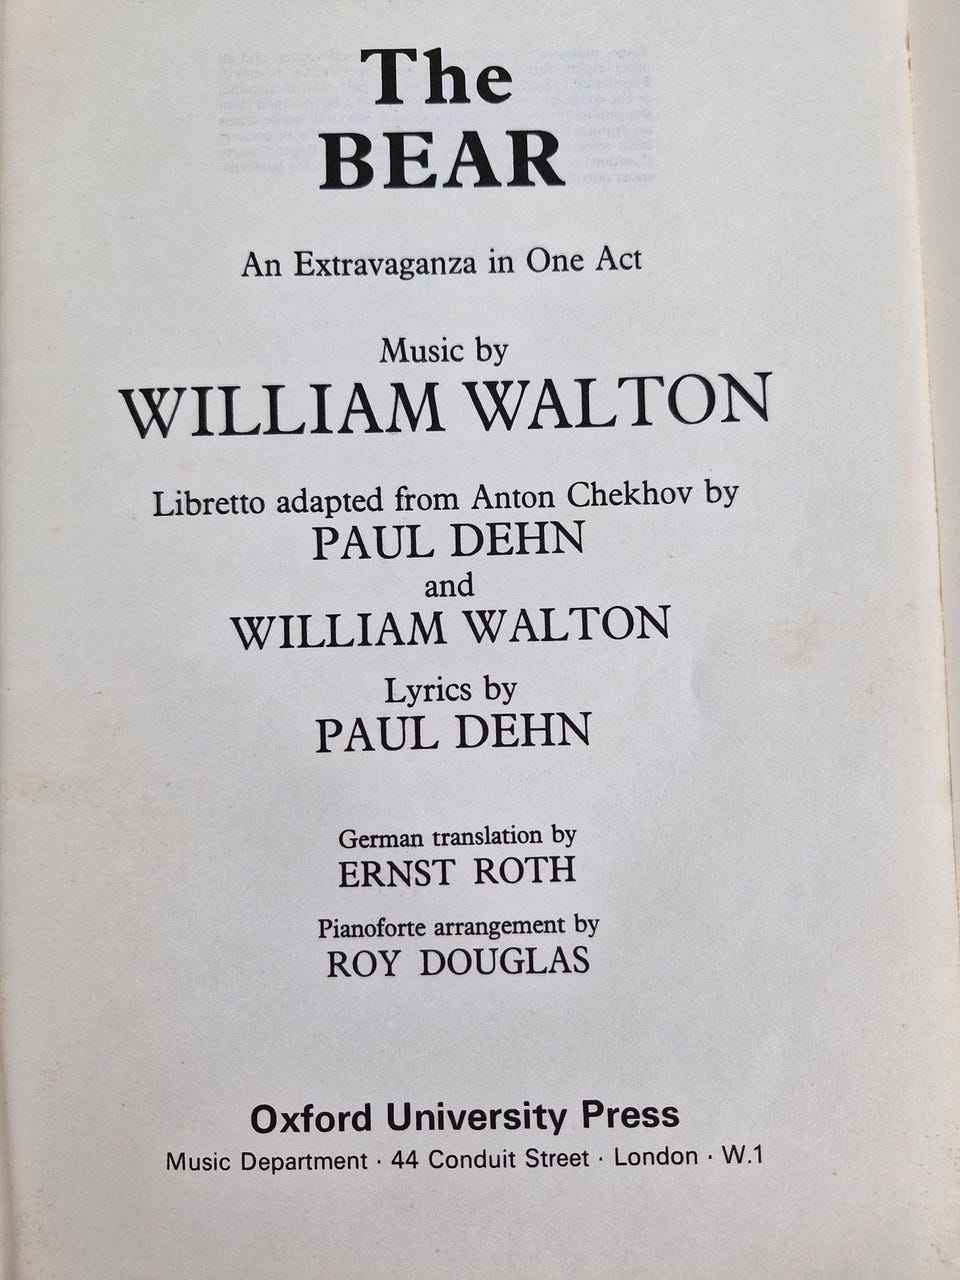 The
BEAR
An Extravaganza in One Act
Music by
WILLIAM WALTON
Libretto adapted from Anton Chekhov by
PAUL DEHN
and
WILLIAM WALTON
Lyrics by
PAUL DEHN
German translation by
ERNST ROTH
Pianoforte arrangement by
ROY DOUGLAS
Oxford University Press
Music Department · 44 Conduit Street · London · W.1